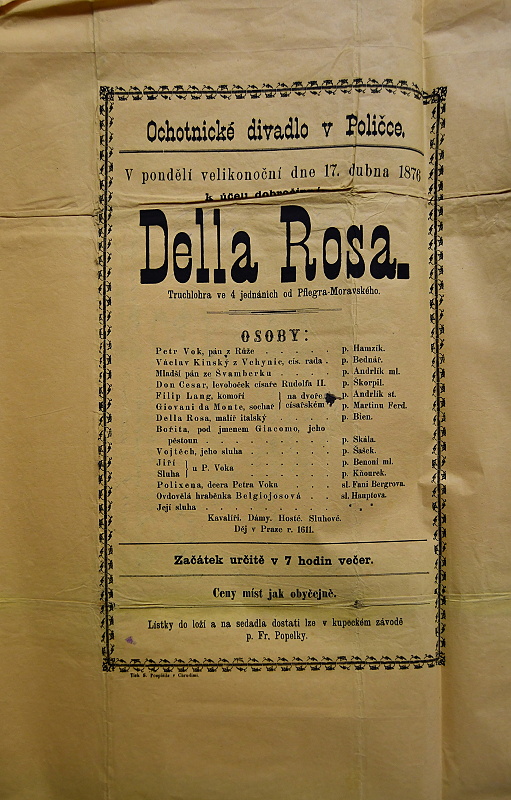 Ochotnické divadlo v Poličce.
V pondělí velikonoční dne 17. dubna 1876
k účelu
Della Rosa.
Truchlohra ve 4 jednáních od Pflegra-Moravského.
OSOBY:
Petr Vok, pán z Růže . . . . . p. Hamzík.
Václav Kinský z Vchynic, cís. rada . p. Bednář.
Mladší pán ze Švamberku . . . . p. Andrlík ml.
Don Cesar, levoboček císaře Rudolfa II. p. Škorpil.
Filip Lang, komoří } na dvoře p. Andrlík st.
Giovani da Monte, sochař } císařském p. Martinu Ferd.
Della Rosa, malíř italský . . . . p. Bien.
Bořita, pod jmenem Giacomo, jeho
pěstoun . . . . . . . . . p. Skála.
Vojtěch, jeho sluha . . . . . . p. Šašek.
Jiří } u P. Voka . . . . . . p. Benoni ml.
Sluha } p. Kňourek.
Polixena, dcera Petra Voka . . . sl. Fani Bergrova.
Ovdovělá hraběnka Belgiojosová . . sl. Hauptova.
Její sluha . . . . . . . . . * * *
Kavalíři. Dámy. Hosté. Sluhové.
Děj v Praze r. 1611.
Začátek určitě v 7 hodin večer.
Ceny míst jak obyčejně.
Lístky do loží a na sedadla dostati lze v kupeckém závodě
p. Fr. Popelky.
Tisk S. Pospíšila v Chrudimi.